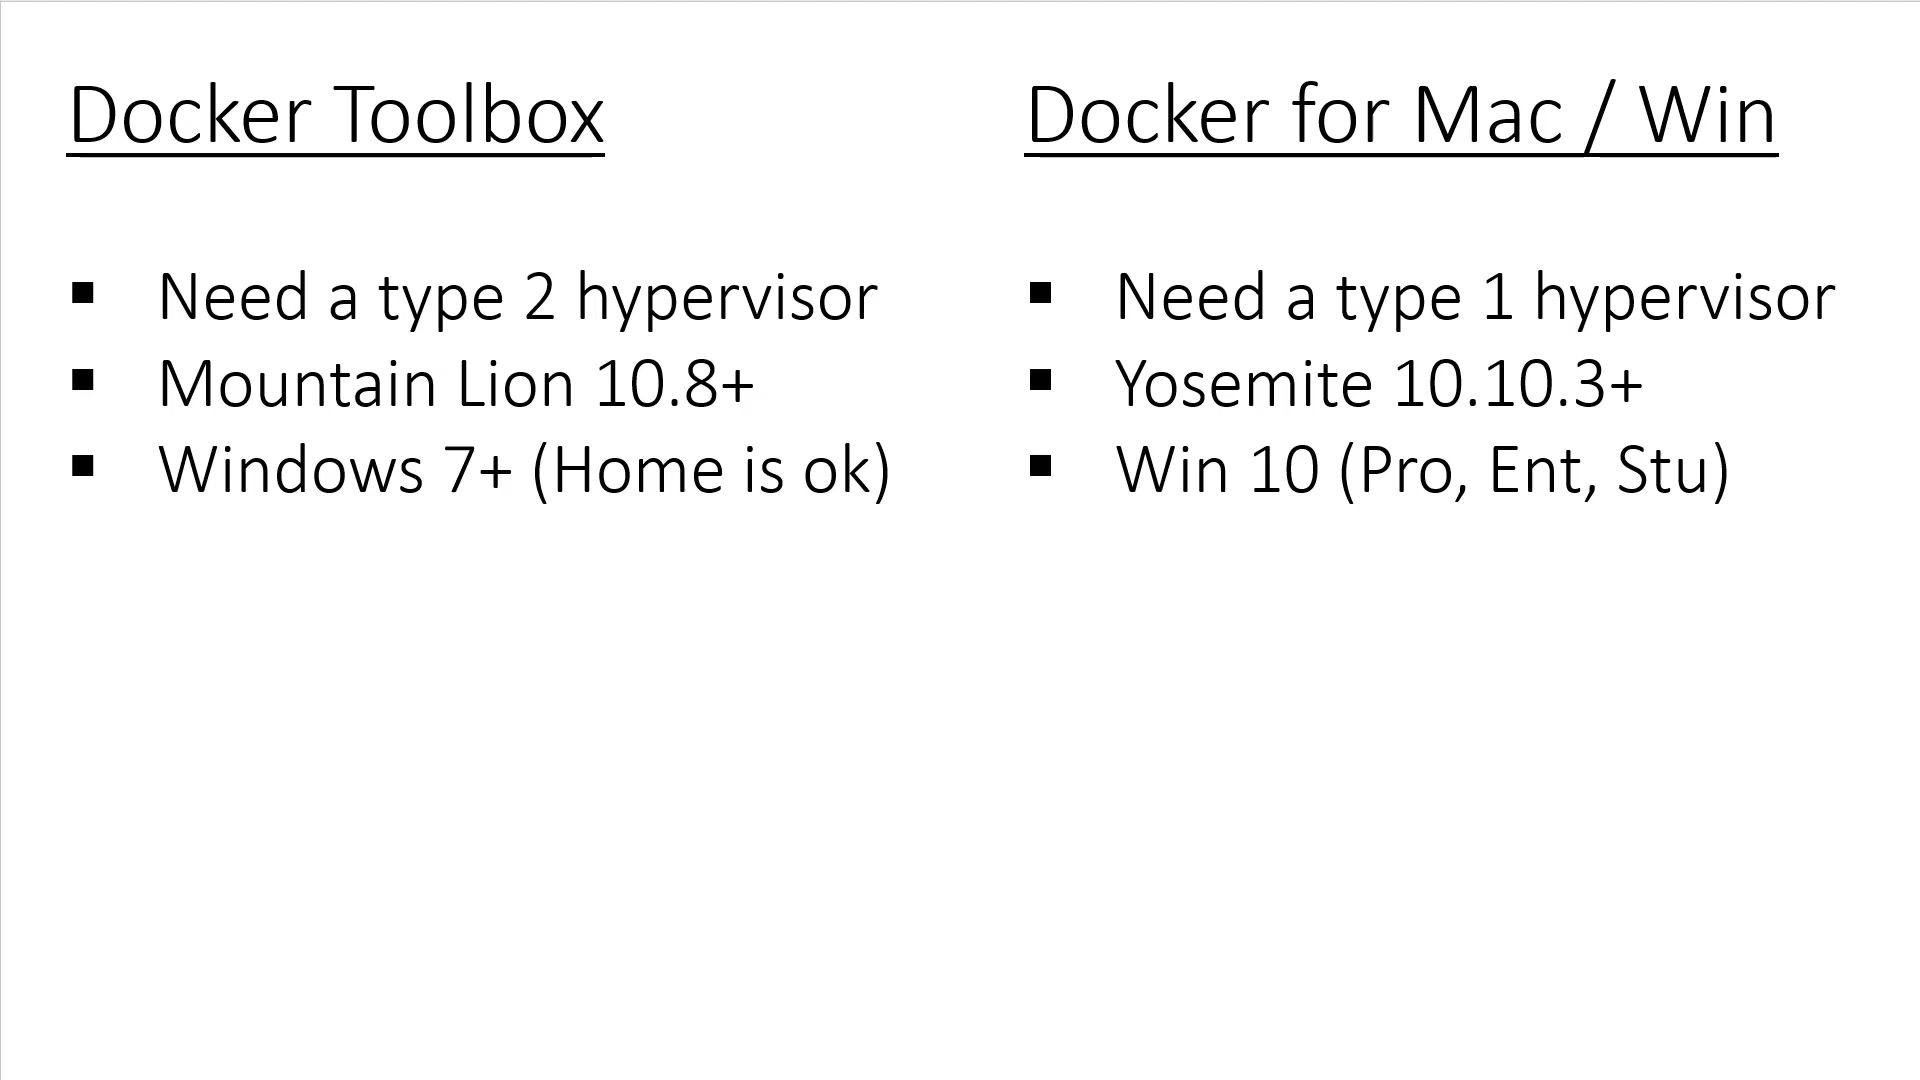 Docker Toolbox
▪ Need a type 2 hypervisor
▪ Mountain Lion 10.8+
▪ Windows 7+ (Home is ok)
Docker for Mac / Win
▪ Need a type 1 hypervisor
▪ Yosemite 10.10.3+
▪ Win 10 (Pro, Ent, Stu)